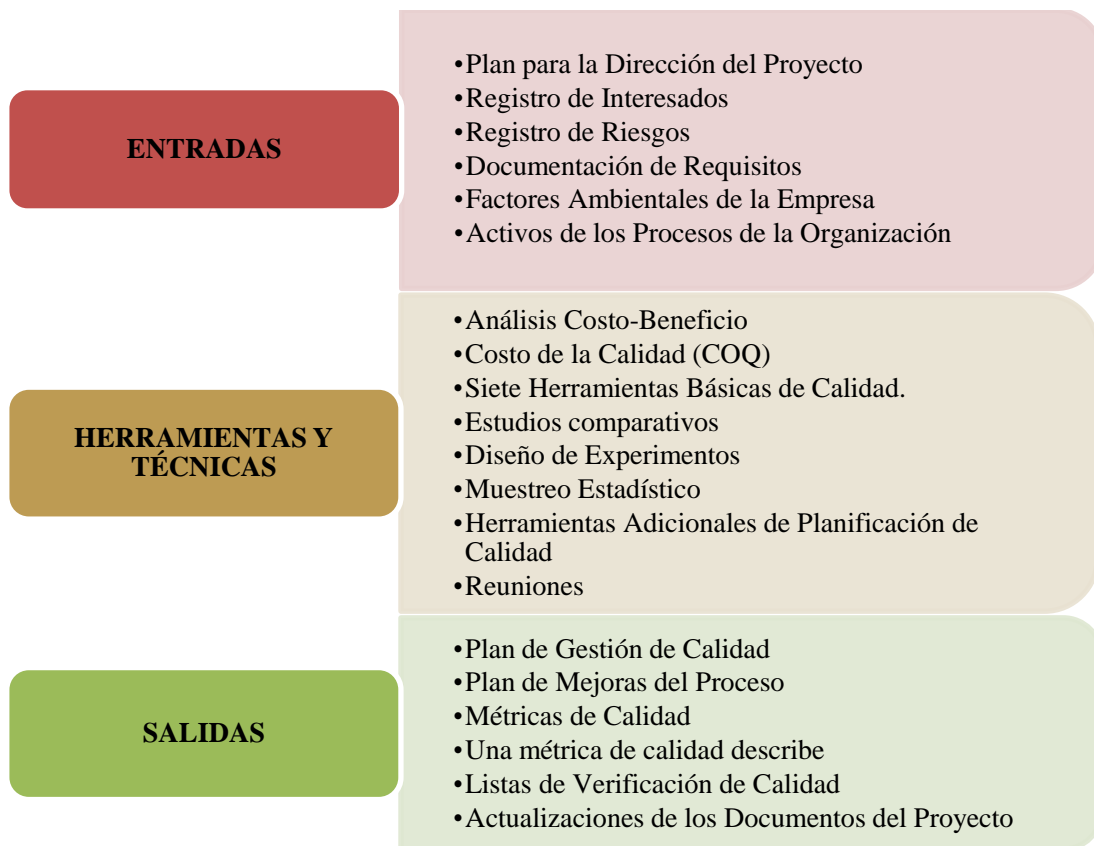 ENTRADAS
•Plan para la Dirección del Proyecto
•Registro de Interesados
•Registro de Riesgos
•Documentación de Requisitos
•Factores Ambientales de la Empresa
•Activos de los Procesos de la Organización
HERRAMIENTAS Y
TÉCNICAS
•Análisis Costo-Beneficio
•Costo de la Calidad (COQ)
•Siete Herramientas Básicas de Calidad.
•Estudios comparativos
•Diseño de Experimentos
•Muestreo Estadístico
•Herramientas Adicionales de Planificación de
Calidad
•Reuniones
SALIDAS
•Plan de Gestión de Calidad
•Plan de Mejoras del Proceso
•Métricas de Calidad
•Una métrica de calidad describe
•Listas de Verificación de Calidad
•Actualizaciones de los Documentos del Proyecto